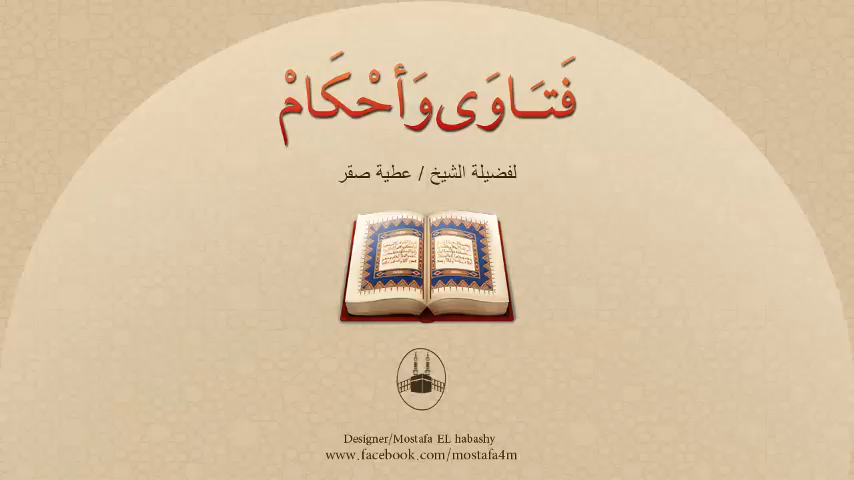 فَتَاوَى وَأَحْكَامْ
لفضيلة الشيخ / عطية صقر
Designer/Mostafa EL habashy
www.facebook.com/mostafa4m